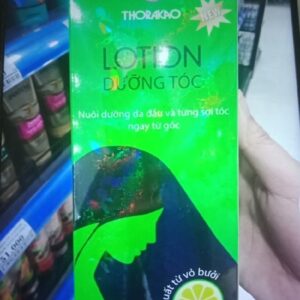 THORAKAO
NEW
LOTION
DƯỠNG TÓC
Nuôi dưỡng da đầu và từng sợi tóc
ngay từ gốc
xuất từ vỏ bưởi